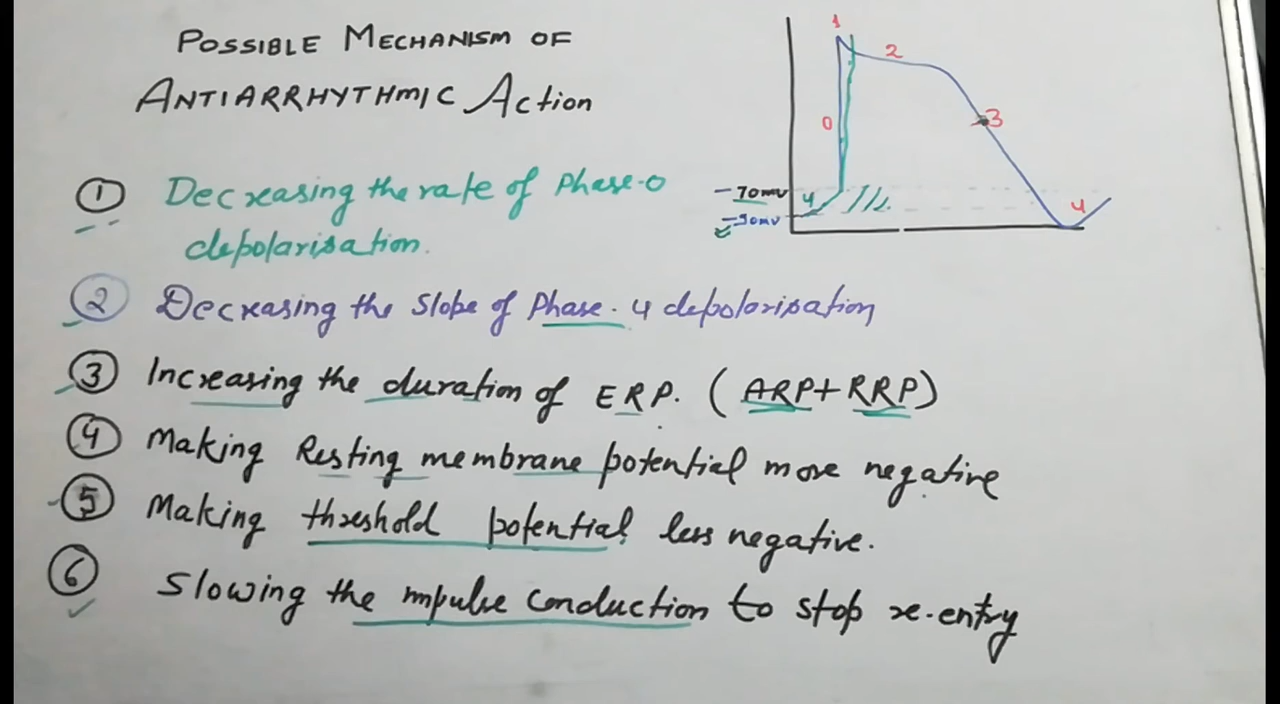 POSSIBLE MECHANISM OF
ANTIARRHYTHMIC Action
① Decreasing the rate of Phase-0
depolarisation.
② Decreasing the Slope of Phase-4 depolarisation
③ Increasing the duration of ERP. (ARP+RRP)
④ Making Resting membrane potential more negative
⑤ Making threshold potential less negative.
⑥ Slowing the impulse conduction to stop re-entry
1
2
0
3
-70mv
4
-90mv
4